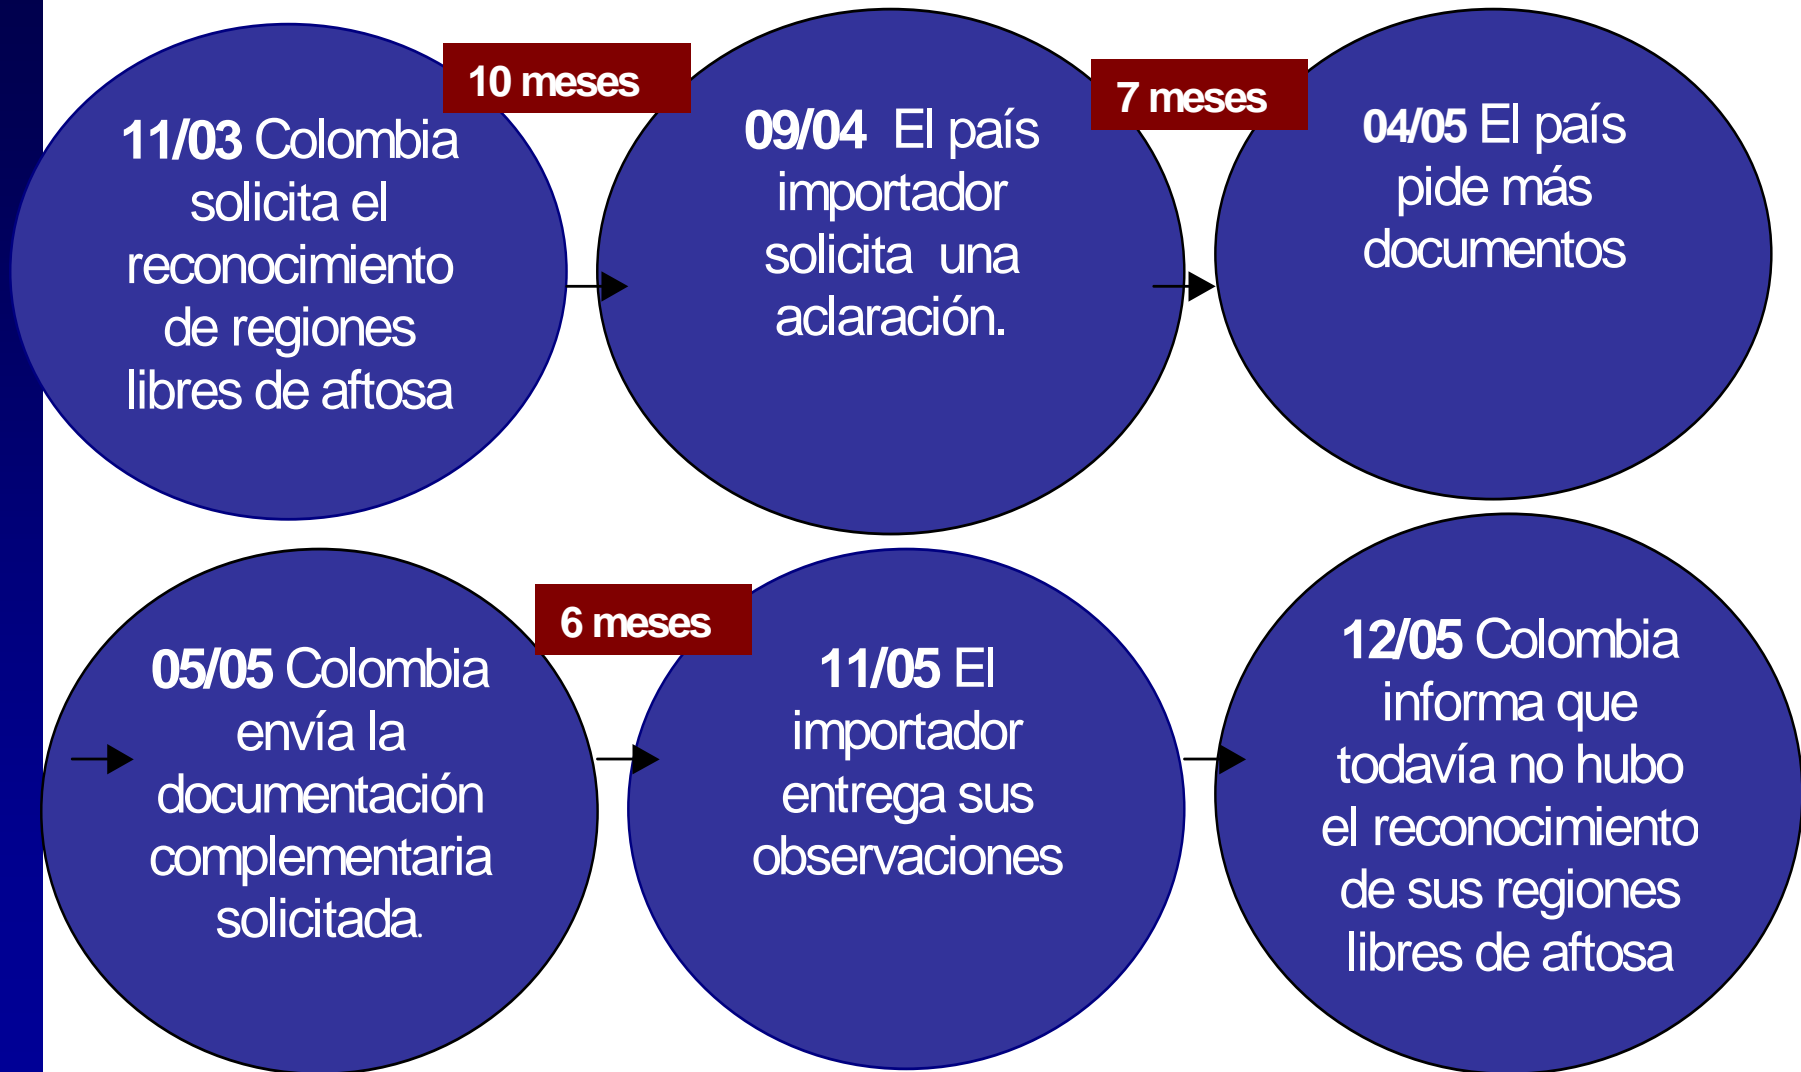 11/03 Colombia
solicita el
reconocimiento
de regiones
libres de aftosa
10 meses
09/04 El país
importador
solicita una
aclaración.
7 meses
04/05 El país
pide más
documentos
05/05 Colombia
envía la
documentación
complementaria
solicitada.
6 meses
11/05 El
importador
entrega sus
observaciones
12/05 Colombia
informa que
todavía no hubo
el reconocimiento
de sus regiones
libres de aftosa